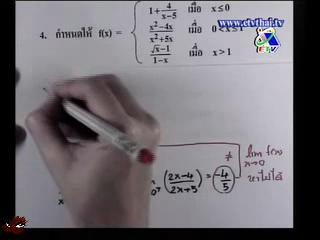 www.etvthai.tv
1+4/(x-5) เมื่อ x≤0
4. กำหนดให้ f(x) = { (x²-4x)/(x²+5x) เมื่อ 0<x≤1
(√x-1)/(1-x) เมื่อ x>1
≠ lim f(x)
x→0
(2x-4)/(2x+5) = -4/5 หาไม่ได้